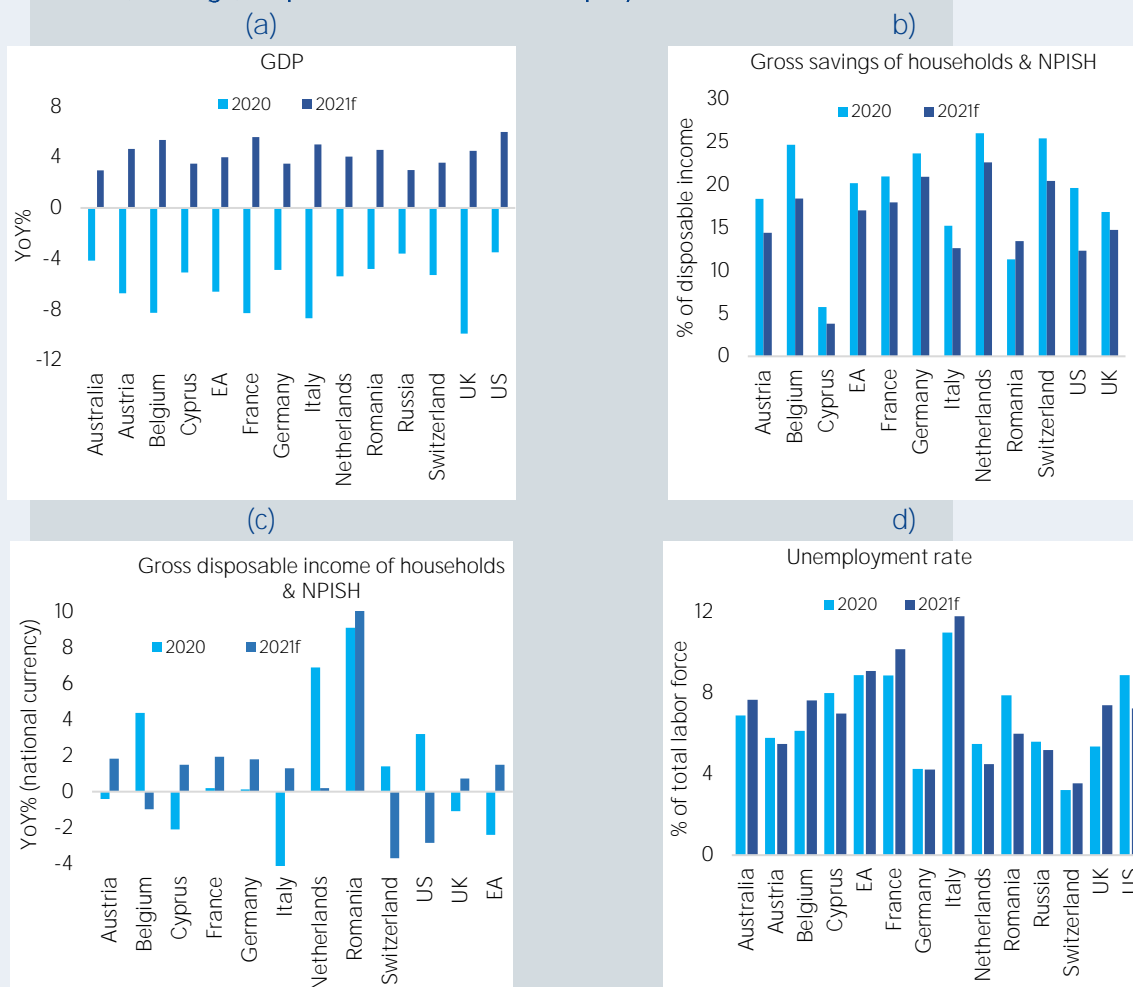 (a)
GDP
2020 2021f
8
4
0
-4
-8
-12
YoY%
Australia
Austria
Belgium
Cyprus
EA
France
Germany
Italy
Netherlands
Romania
Russia
Switzerland
UK
US
b)
Gross savings of households & NPISH
2020 2021f
30
25
20
15
10
5
0
% of disposable income
Austria
Belgium
Cyprus
EA
France
Germany
Italy
Netherlands
Romania
Switzerland
US
UK
(c)
Gross disposable income of households
& NPISH
2020 2021f
10
8
6
4
2
0
-2
-4
YoY% (national currency)
Austria
Belgium
Cyprus
France
Germany
Italy
Netherlands
Romania
Switzerland
US
UK
EA
d)
Unemployment rate
2020 2021f
12
8
4
0
% of total labor force
Australia
Austria
Belgium
Cyprus
EA
France
Germany
Italy
Netherlands
Romania
Russia
Switzerland
UK
US